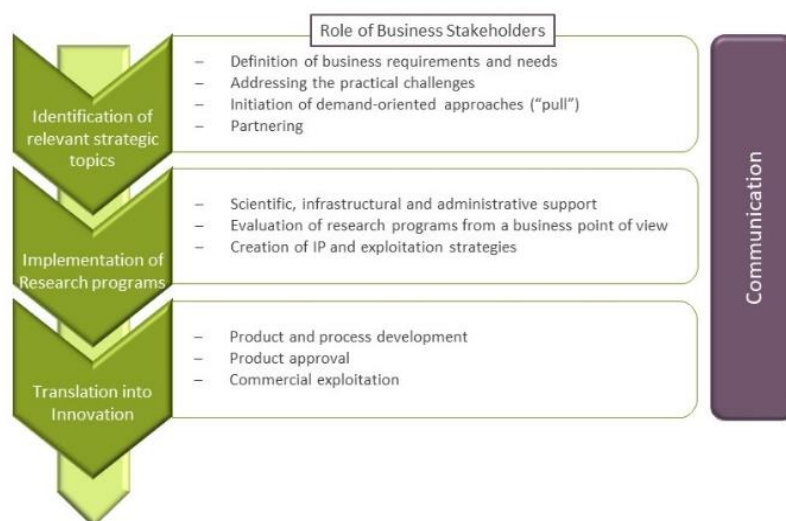 Role of Business Stakeholders
Identification of
relevant strategic
topics
– Definition of business requirements and needs
– Addressing the practical challenges
– Initiation of demand-oriented approaches (“pull”)
– Partnering
Implementation of
Research programs
– Scientific, infrastructural and administrative support
– Evaluation of research programs from a business point of view
– Creation of IP and exploitation strategies
Translation into
Innovation
– Product and process development
– Product approval
– Commercial exploitation
Communication